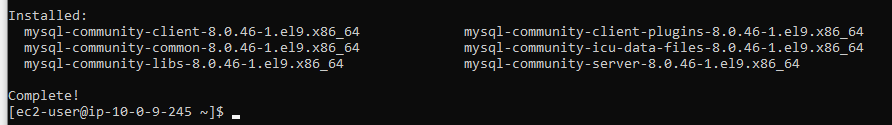 Installed:
mysql-community-client-8.0.46-1.el9.x86_64 mysql-community-client-plugins-8.0.46-1.el9.x86_64
mysql-community-common-8.0.46-1.el9.x86_64 mysql-community-icu-data-files-8.0.46-1.el9.x86_64
mysql-community-libs-8.0.46-1.el9.x86_64 mysql-community-server-8.0.46-1.el9.x86_64
Complete!
[ec2-user@ip-10-0-9-245 ~]$